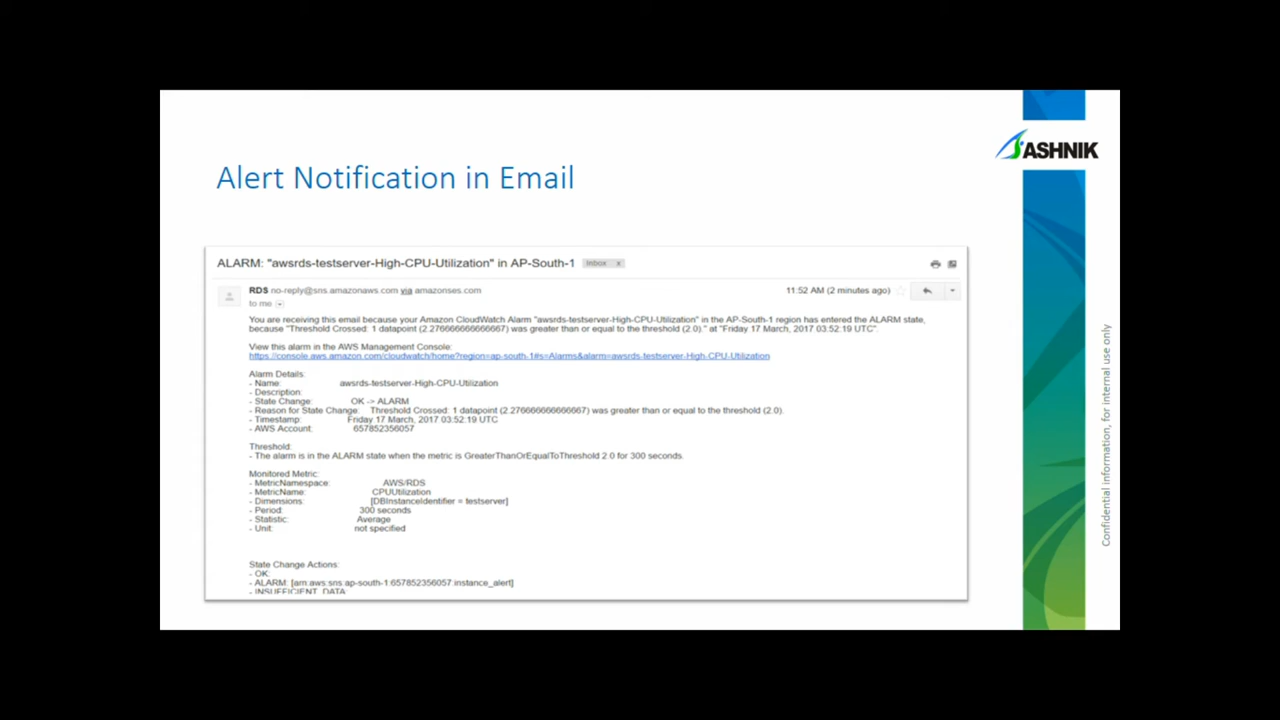 ASHNIK
Alert Notification in Email
ALARM: "awsrds-testserver-High-CPU-Utilization" in AP-South-1 Inbox x
RDS no-reply@sns.amazonaws.com via amazonses.com 11:52 AM (2 minutes ago)
to me
You are receiving this email because your Amazon CloudWatch Alarm "awsrds-testserver-High-CPU-Utilization" in the AP-South-1 region has entered the ALARM state,
because "Threshold Crossed: 1 datapoint (2.276666666666667) was greater than or equal to the threshold (2.0)." at "Friday 17 March, 2017 03:52:19 UTC".
View this alarm in the AWS Management Console:
https://console.aws.amazon.com/cloudwatch/home?region=ap-south-1#s=Alarms&alarm=awsrds-testserver-High-CPU-Utilization
Alarm Details:
- Name: awsrds-testserver-High-CPU-Utilization
- Description:
- State Change: OK -> ALARM
- Reason for State Change: Threshold Crossed: 1 datapoint (2.276666666666667) was greater than or equal to the threshold (2.0).
- Timestamp: Friday 17 March, 2017 03:52:19 UTC
- AWS Account: 657852356057
Threshold:
- The alarm is in the ALARM state when the metric is GreaterThanOrEqualToThreshold 2.0 for 300 seconds.
Monitored Metric:
- MetricNamespace: AWS/RDS
- MetricName: CPUUtilization
- Dimensions: [DBInstanceIdentifier = testserver]
- Period: 300 seconds
- Statistic: Average
- Unit: not specified
State Change Actions:
- OK:
- ALARM: [arn:aws:sns:ap-south-1:657852356057:instance_alert]
- INSUFFICIENT_DATA:
Confidential information, for internal use only